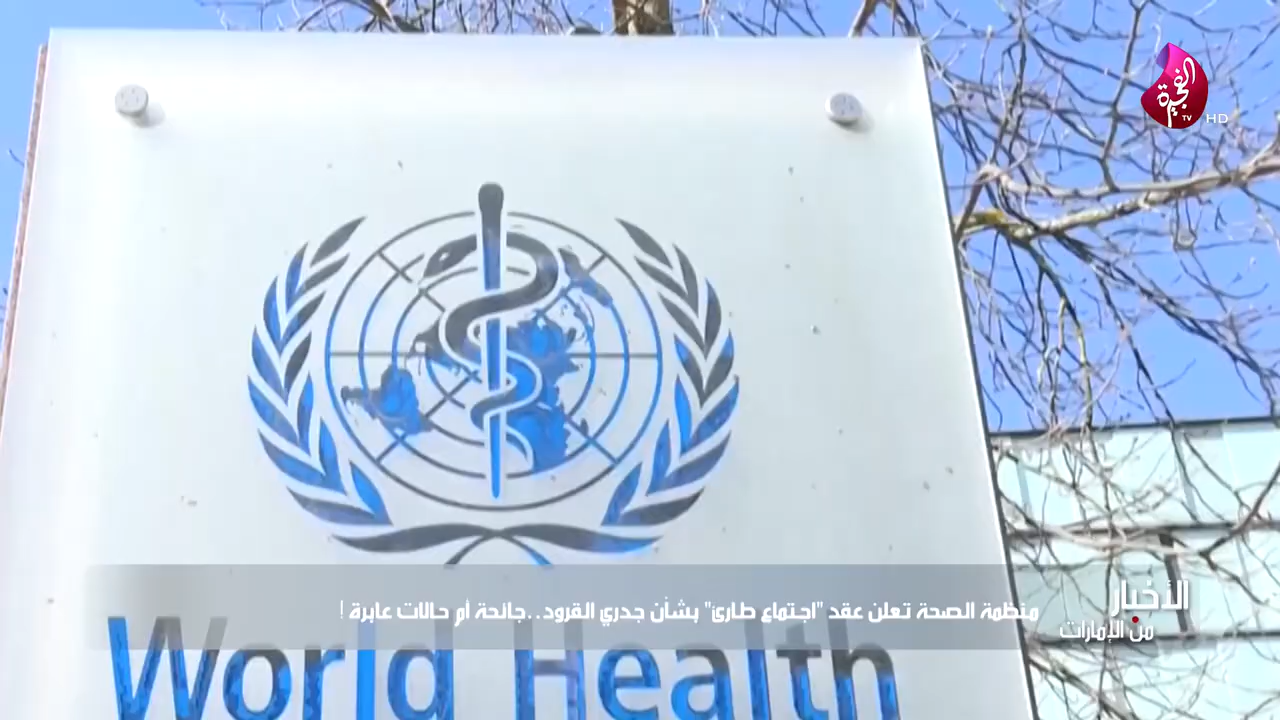 الفجيرة
TV HD
الأخبار
من الإمارات
منظمة الصحة تعلن عقد "اجتماع طارئ" بشأن جدري القرود..جائحة أم حالات عابرة !
World Health